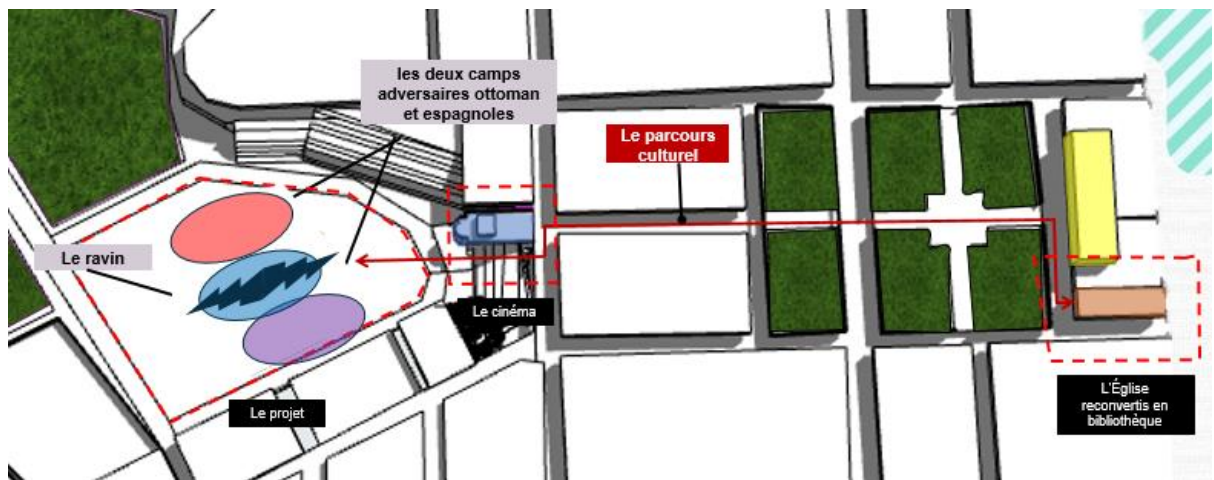 les deux camps
adversaires ottoman
et espagnoles
Le parcours
culturel
Le ravin
Le cinéma
Le projet
L'Église
reconvertis en
bibliothèque